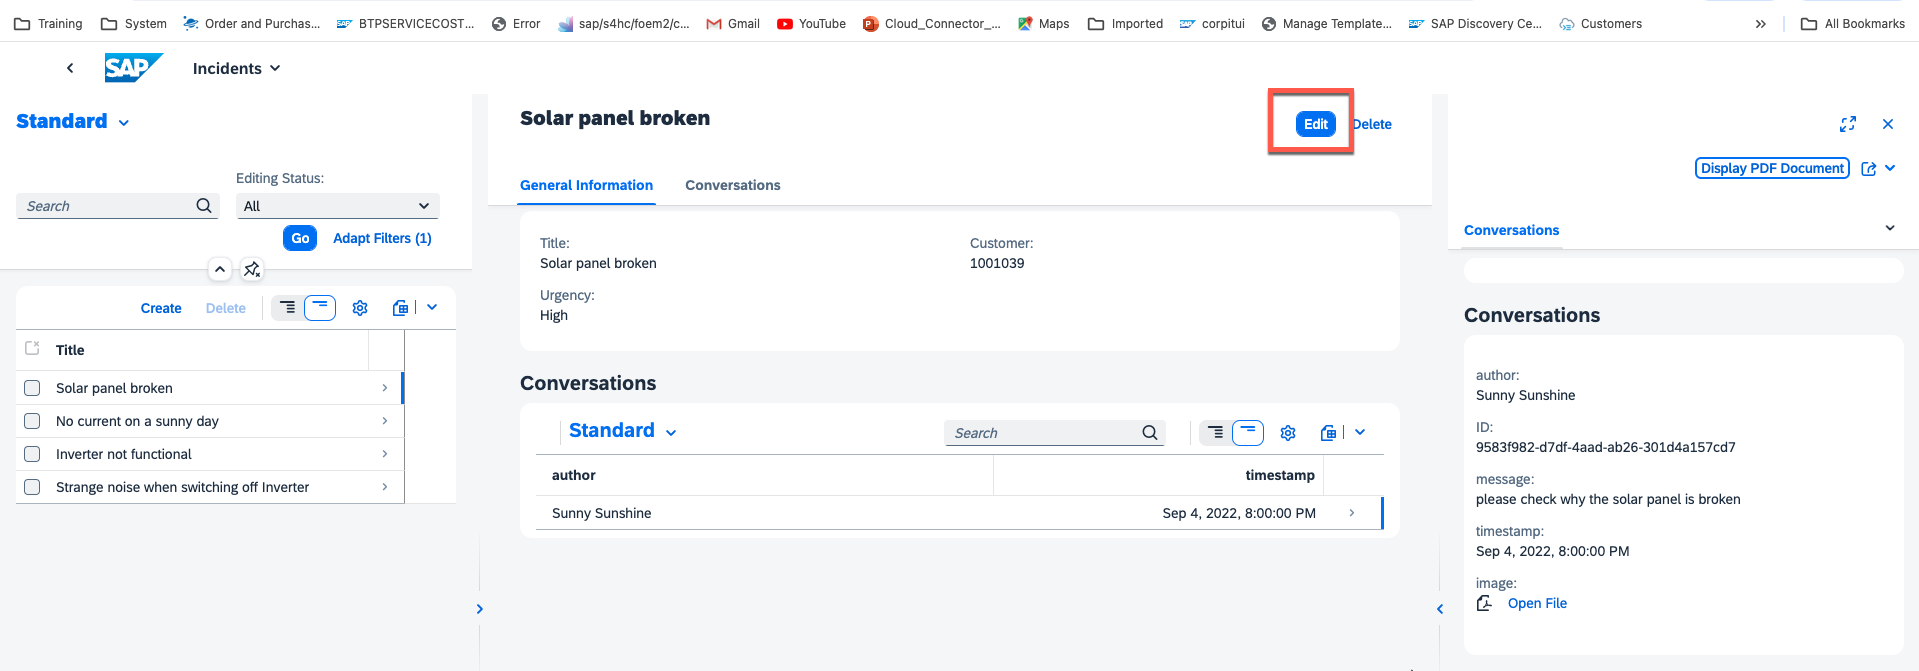 Training
System
Order and Purchas...
BTPSERVICECOST...
Error
sap/s4hc/foem2/c...
Gmail
YouTube
Cloud_Connector_...
Maps
Imported
corpitui
Manage Template...
SAP Discovery Ce...
Customers
All Bookmarks
SAP
Incidents
Standard
Editing Status:
Search
All
Go
Adapt Filters (1)
Create
Delete
Title
Solar panel broken
No current on a sunny day
Inverter not functional
Strange noise when switching off Inverter
Solar panel broken
Edit
Delete
General Information
Conversations
Title:
Solar panel broken
Customer:
1001039
Urgency:
High
Conversations
Standard
Search
author
timestamp
Sunny Sunshine
Sep 4, 2022, 8:00:00 PM
Display PDF Document
Conversations
Conversations
author:
Sunny Sunshine
ID:
9583f982-d7df-4aad-ab26-301d4a157cd7
message:
please check why the solar panel is broken
timestamp:
Sep 4, 2022, 8:00:00 PM
image:
Open File